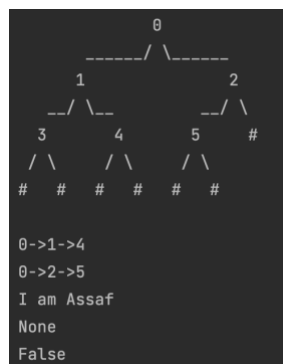 0
______/ \______
1 2
__/ \__ __/ \
3 4 5 #
/ \ / \ / \
# # # # # #
0->1->4
0->2->5
I am Assaf
None
False